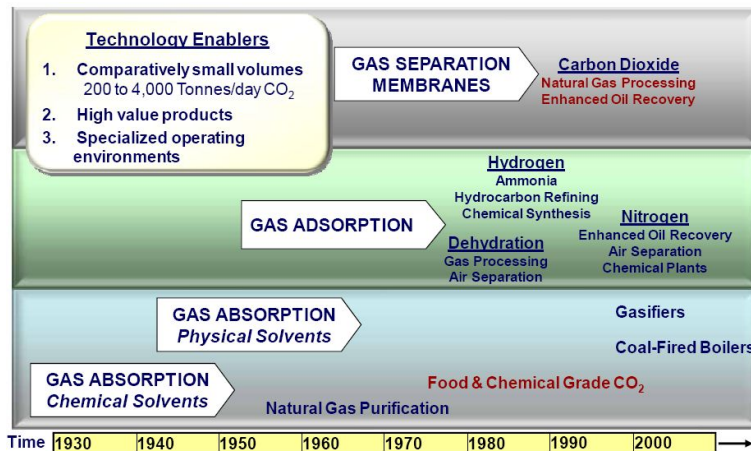 Technology Enablers
1. Comparatively small volumes
200 to 4,000 Tonnes/day CO₂
2. High value products
3. Specialized operating
environments
GAS SEPARATION
MEMBRANES
Carbon Dioxide
Natural Gas Processing
Enhanced Oil Recovery
GAS ADSORPTION
Hydrogen
Ammonia
Hydrocarbon Refining
Chemical Synthesis
Dehydration
Gas Processing
Air Separation
Nitrogen
Enhanced Oil Recovery
Air Separation
Chemical Plants
GAS ABSORPTION
Physical Solvents
Gasifiers
Coal-Fired Boilers
GAS ABSORPTION
Chemical Solvents
Food & Chemical Grade CO₂
Natural Gas Purification
Time 1930 1940 1950 1960 1970 1980 1990 2000